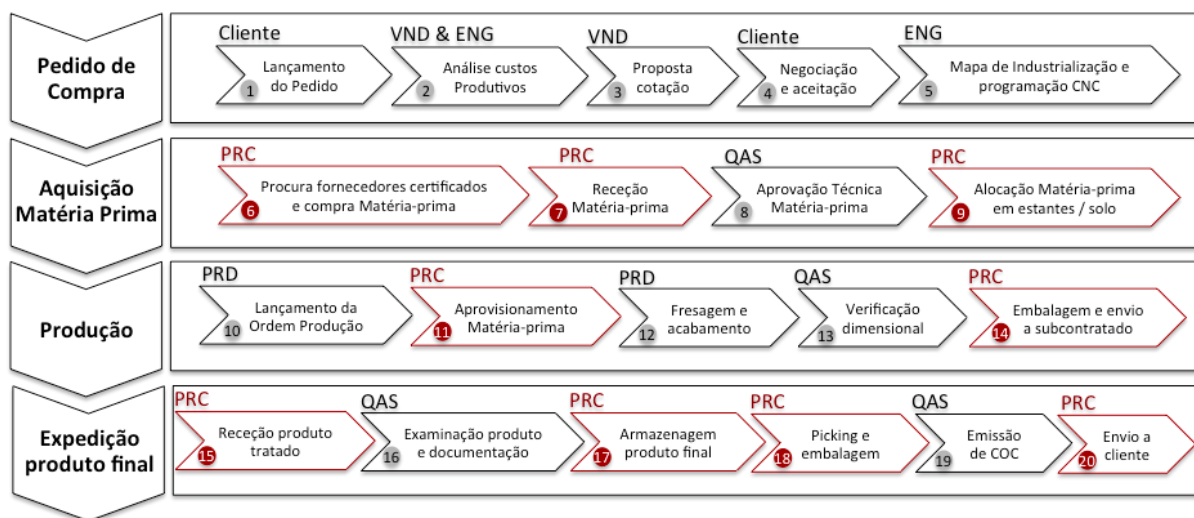 Pedido de
Compra
Cliente
Lançamento
do Pedido
1
VND & ENG
Análise custos
Produtivos
2
VND
Proposta
cotação
3
Cliente
Negociação
e aceitação
4
ENG
Mapa de Industrialização e
programação CNC
5
Aquisição
Matéria Prima
PRC
Procura fornecedores certificados
e compra Matéria-prima
6
PRC
Receção
Matéria-prima
7
QAS
Aprovação Técnica
Matéria-prima
8
PRC
Alocação Matéria-prima
em estantes / solo
9
Produção
PRD
Lançamento da
Ordem Produção
10
PRC
Aprovisionamento
Matéria-prima
11
PRD
Fresagem e
acabamento
12
QAS
Verificação
dimensional
13
PRC
Embalagem e envio
a subcontratado
14
Expedição
produto final
PRC
Receção produto
tratado
15
QAS
Examinação produto
e documentação
16
PRC
Armazenagem
produto final
17
PRC
Picking e
embalagem
18
QAS
Emissão
de COC
19
PRC
Envio a
cliente
20